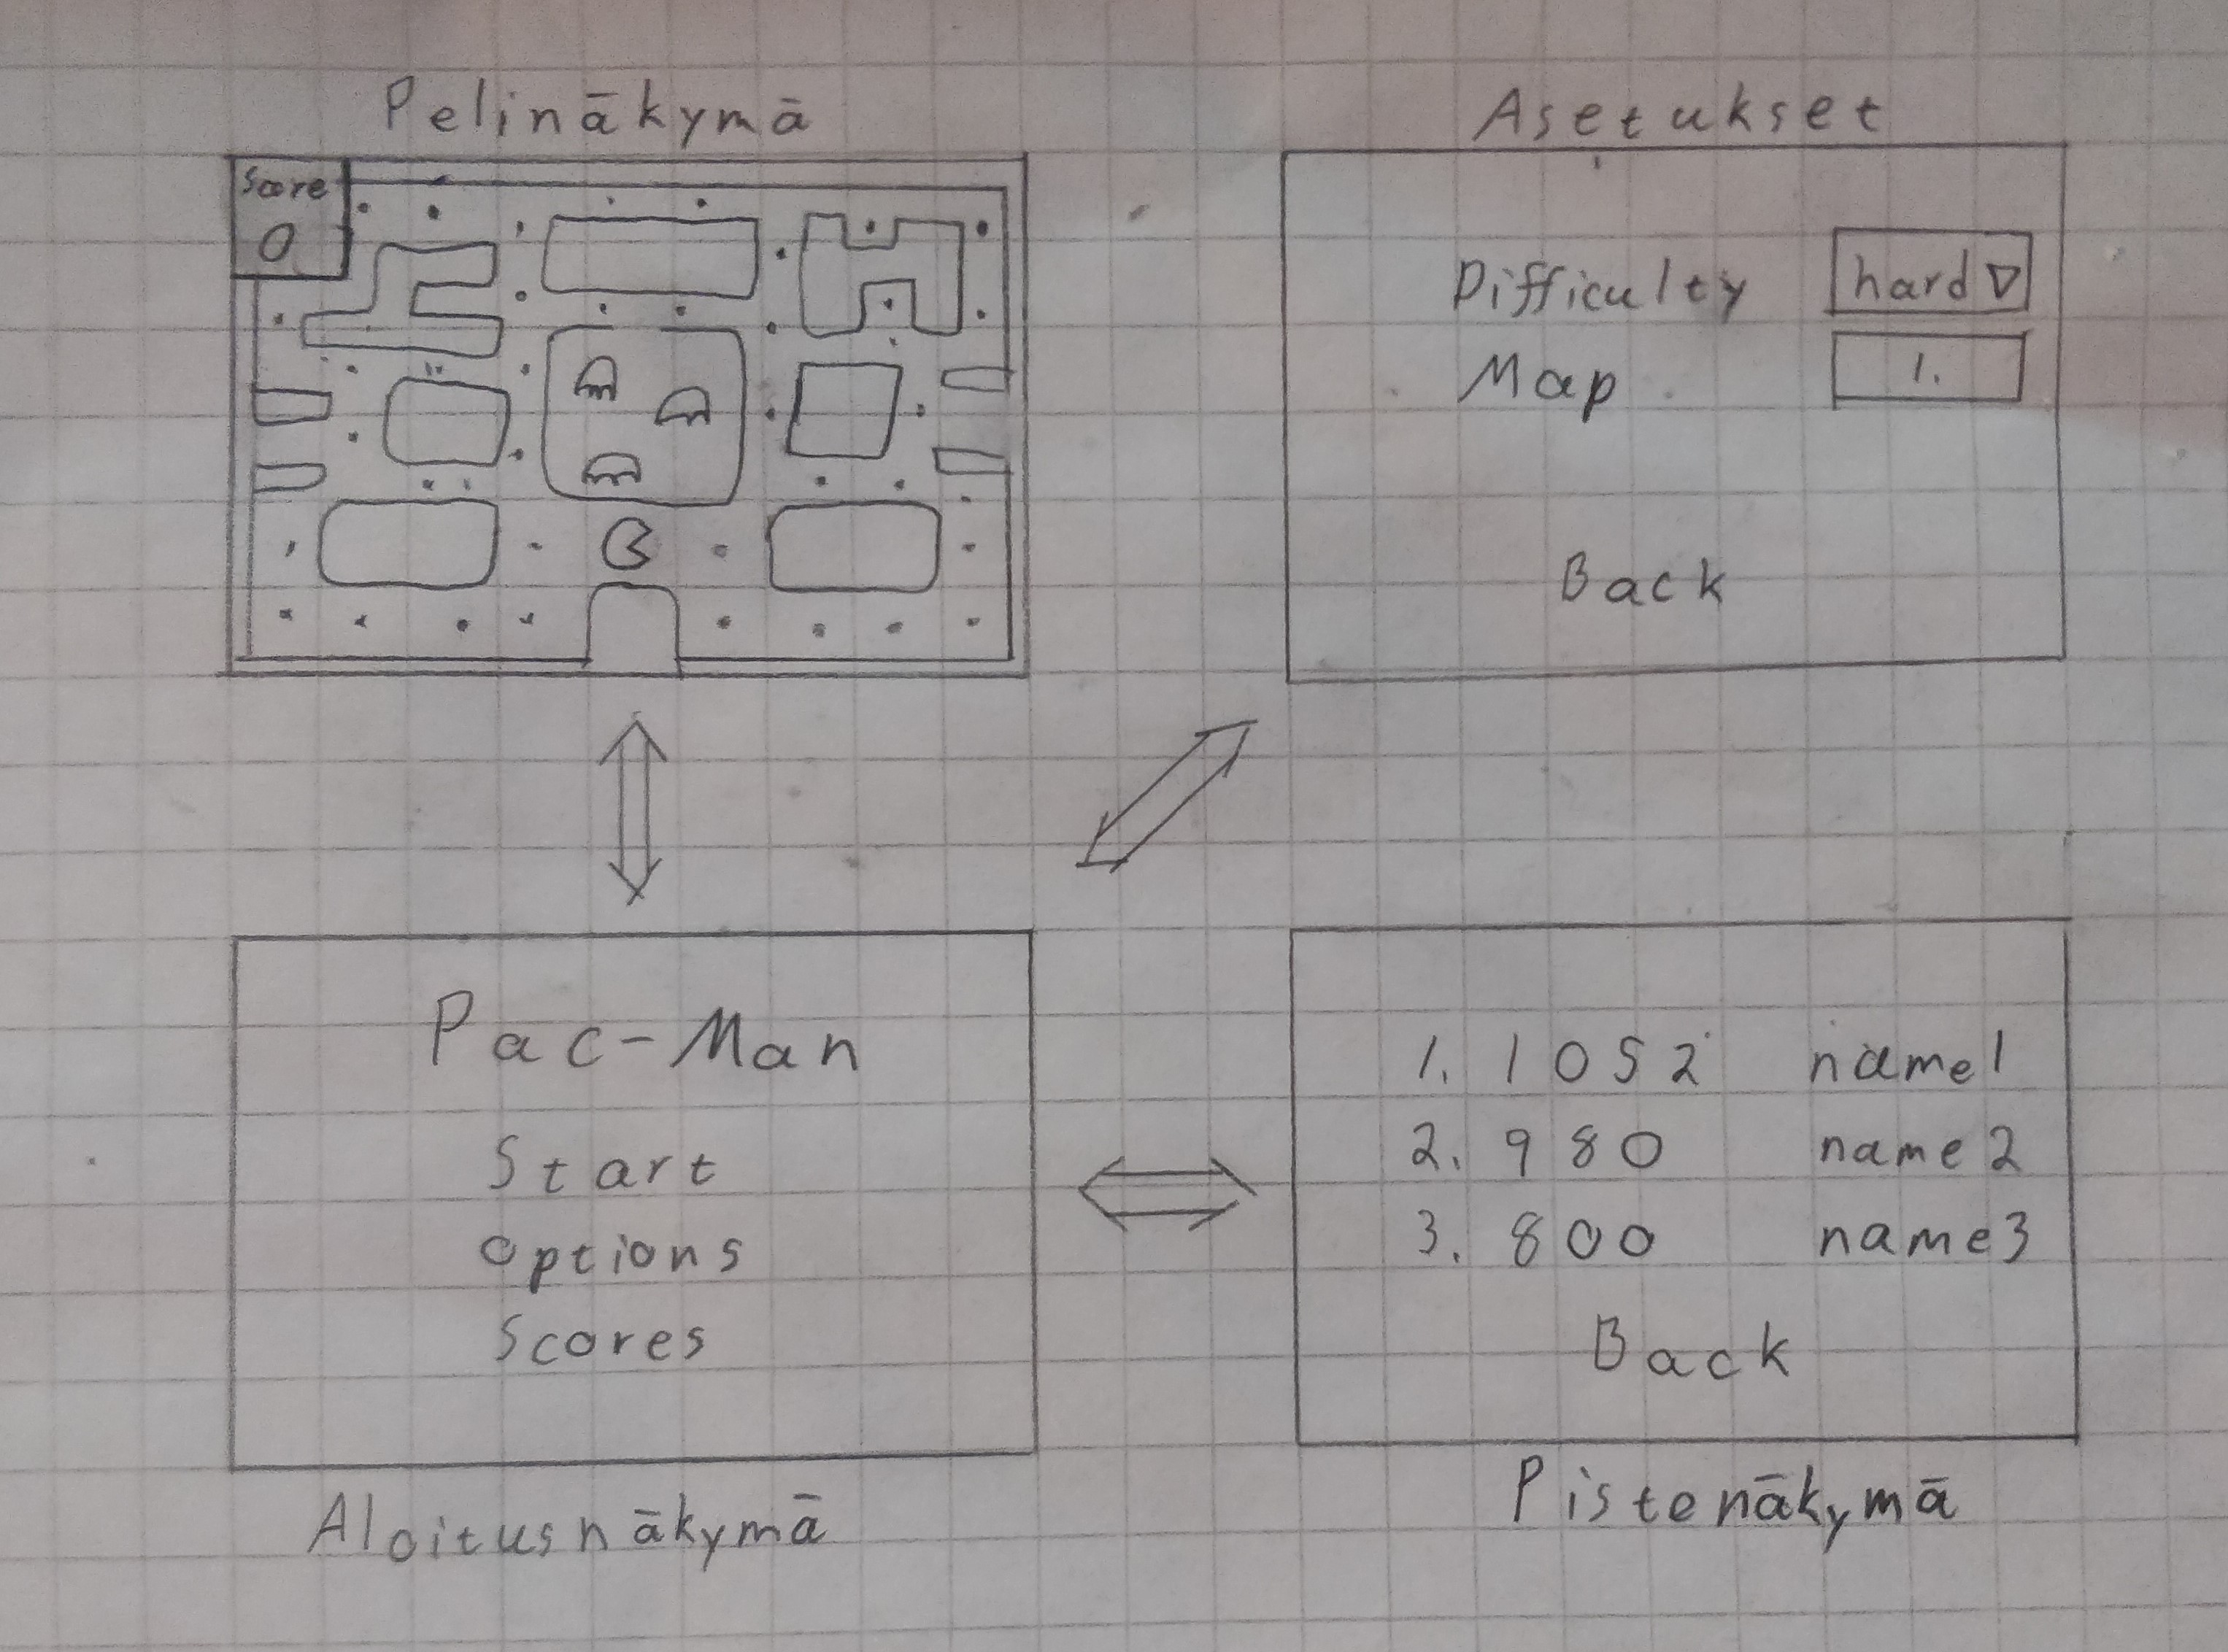 Pelinäkymä
Score
0
Asetukset
Difficulty hard
Map 1.
Back
Pac-Man
Start
Options
Scores
Aloitusnäkymä
1. 1052 name1
2. 980 name2
3. 800 name3
Back
Pistenäkymä